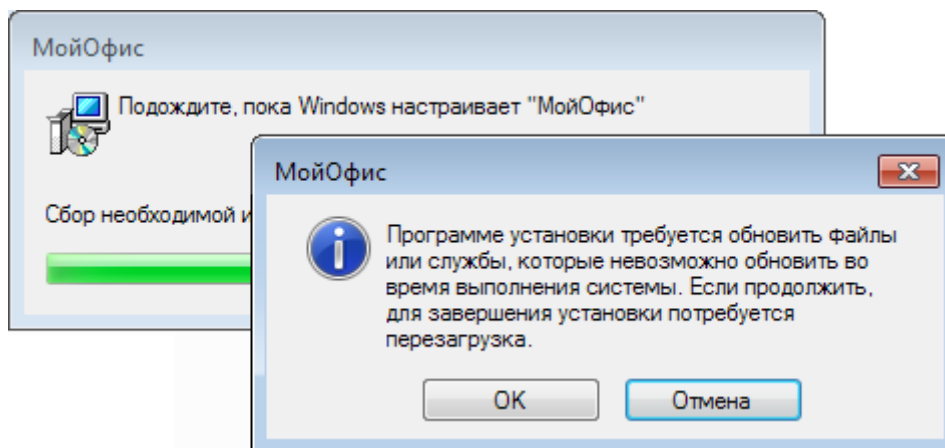 МойОфис
Подождите, пока Windows настраивает "МойОфис"
Сбор необходимой и
МойОфис
Программе установки требуется обновить файлы
или службы, которые невозможно обновить во
время выполнения системы. Если продолжить,
для завершения установки потребуется
перезагрузка.
OK
Отмена